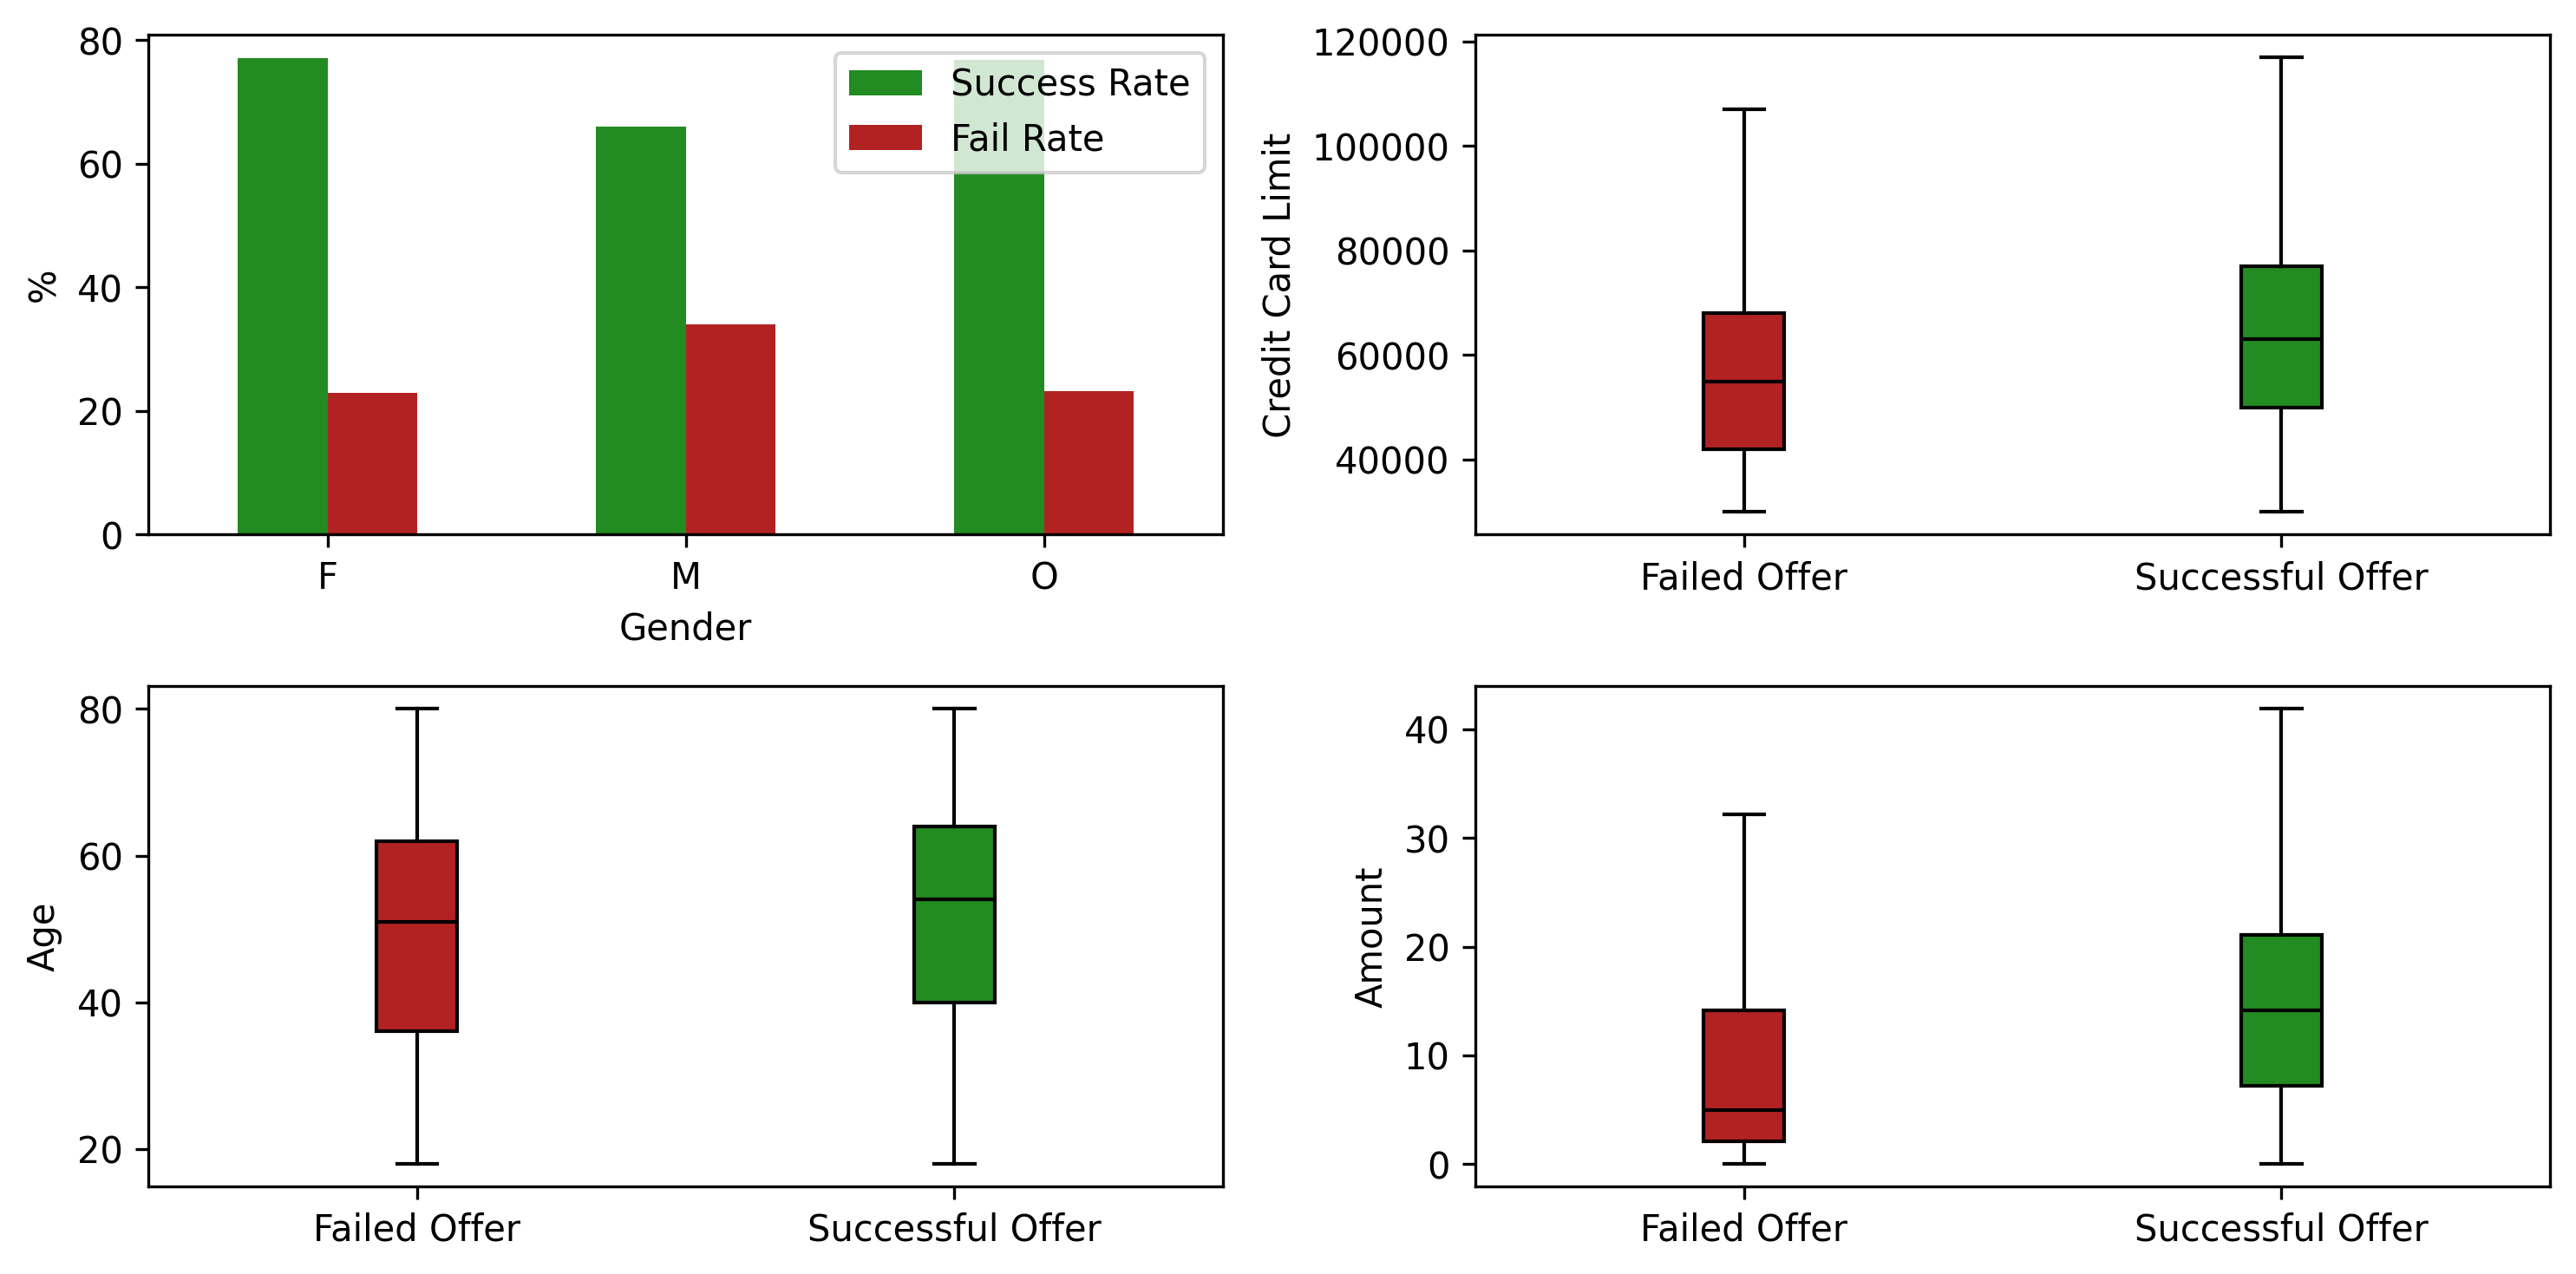 80
60
40
20
0
%
F M O
Gender
Success Rate
Fail Rate
120000
100000
80000
60000
40000
Credit Card Limit
Failed Offer Successful Offer
80
60
40
20
Age
Failed Offer Successful Offer
40
30
20
10
0
Amount
Failed Offer Successful Offer